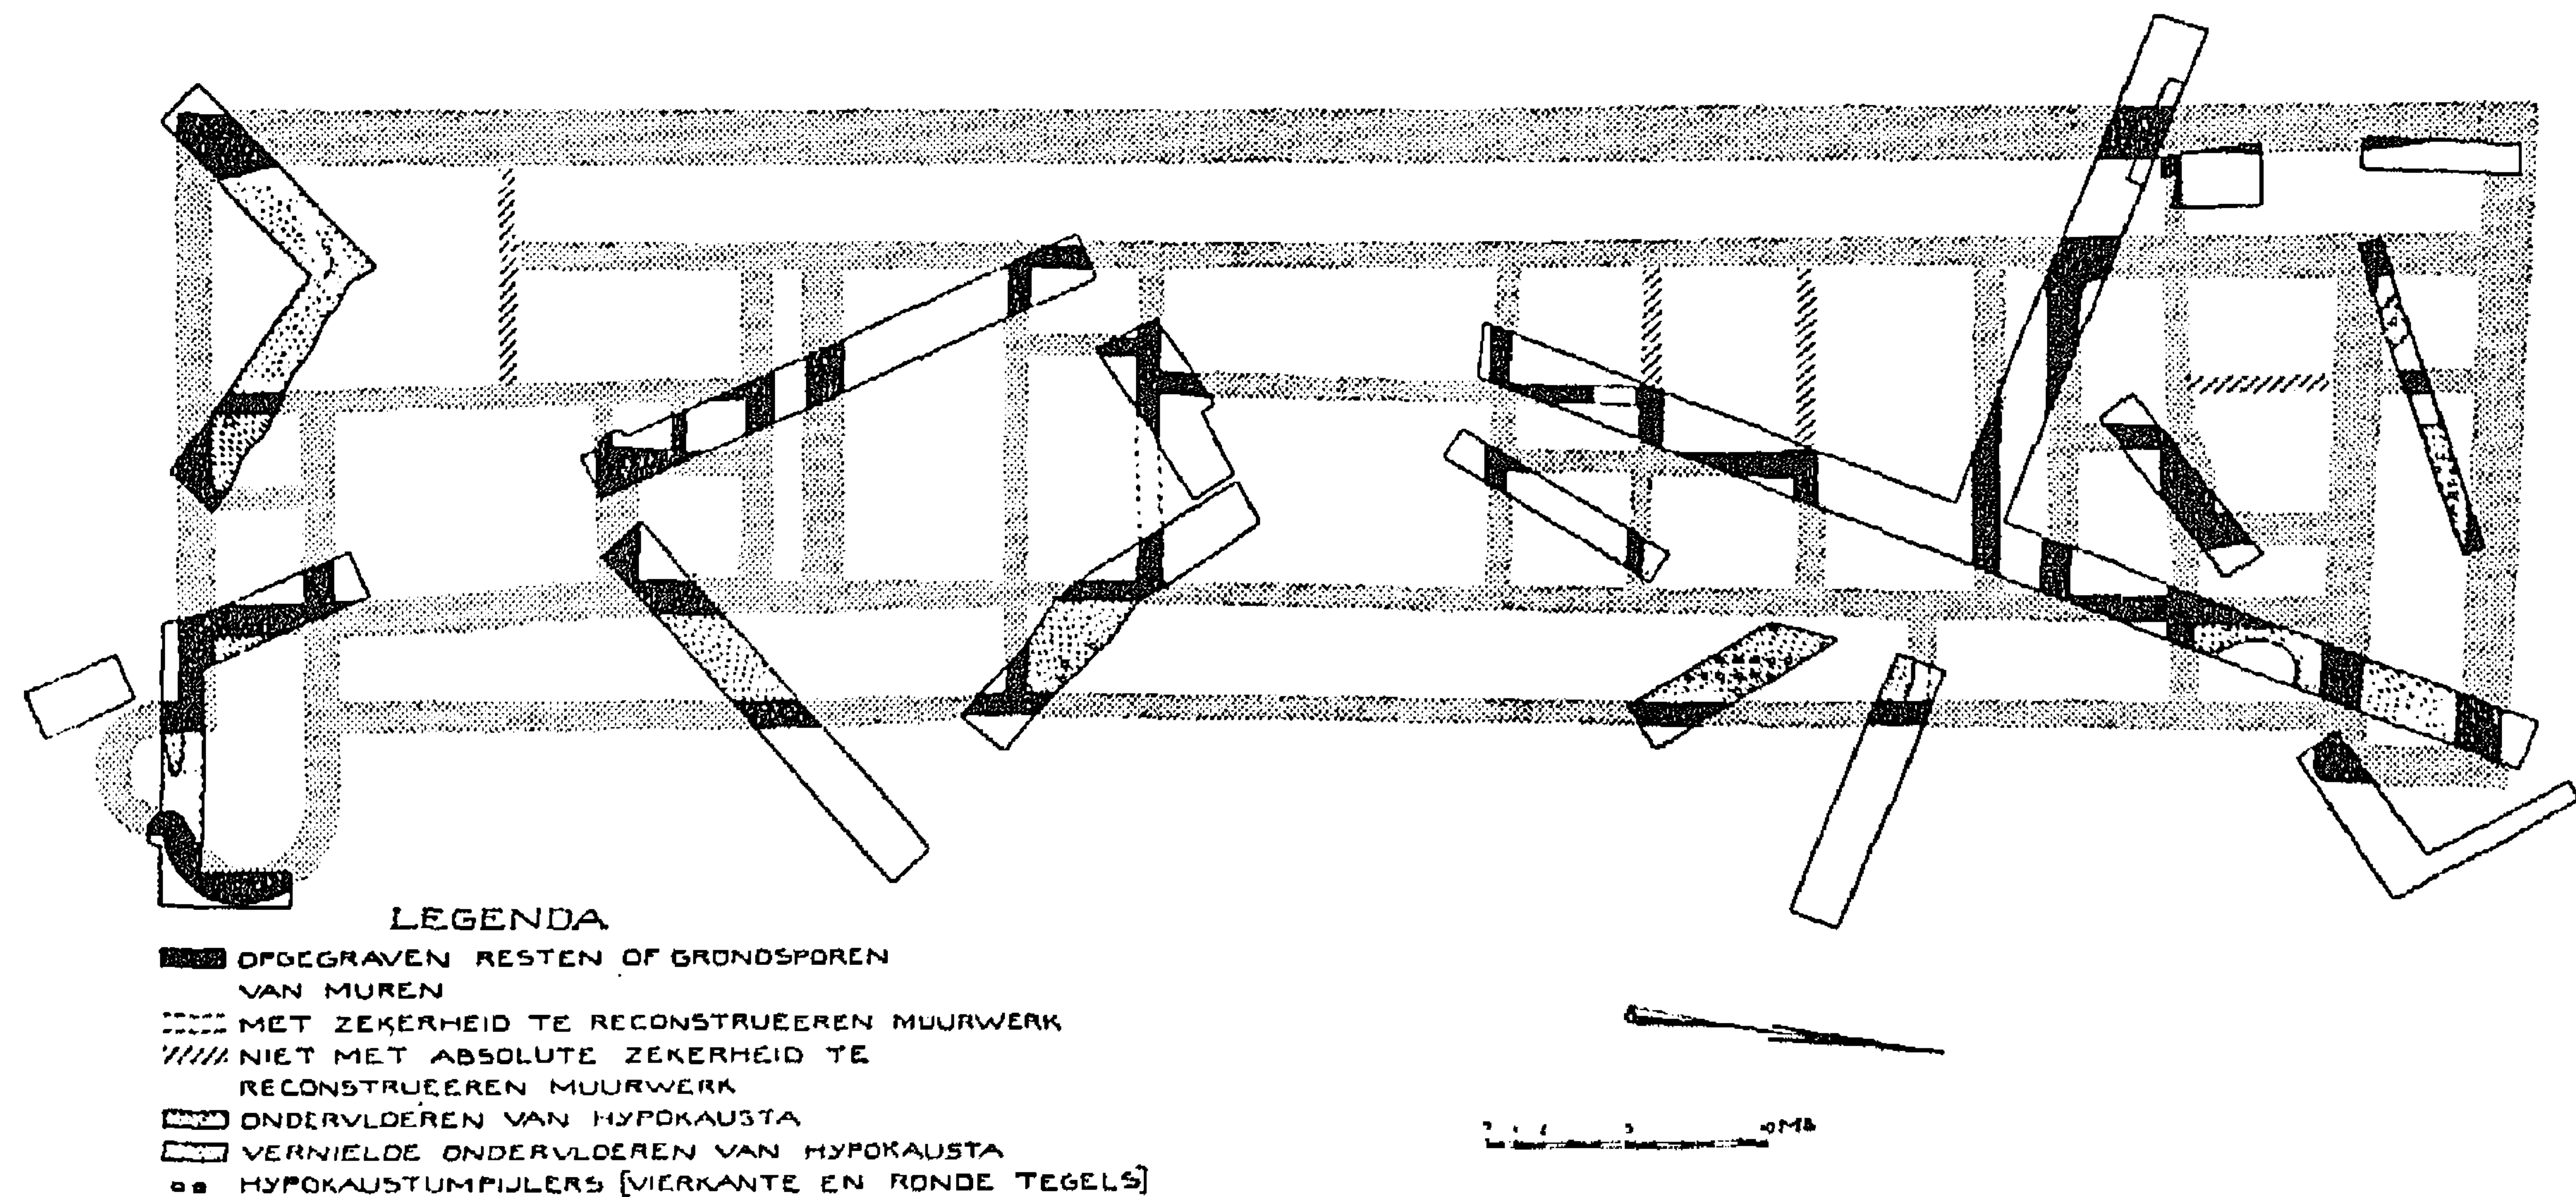 LEGENDA
OPGEGRAVEN RESTEN OF GRONDSPOREN
VAN MUREN
MET ZEKERHEID TE RECONSTRUEEREN MUURWERK
NIET MET ABSOLUTE ZEKERHEID TE
RECONSTRUEEREN MUURWERK
ONDERVLOEREN VAN HYPOKAUSTA
VERNIELDE ONDERVLOEREN VAN HYPOKAUSTA
HYPOKAUSTUMPIJLERS [VIERKANTE EN RONDE TEGELS]